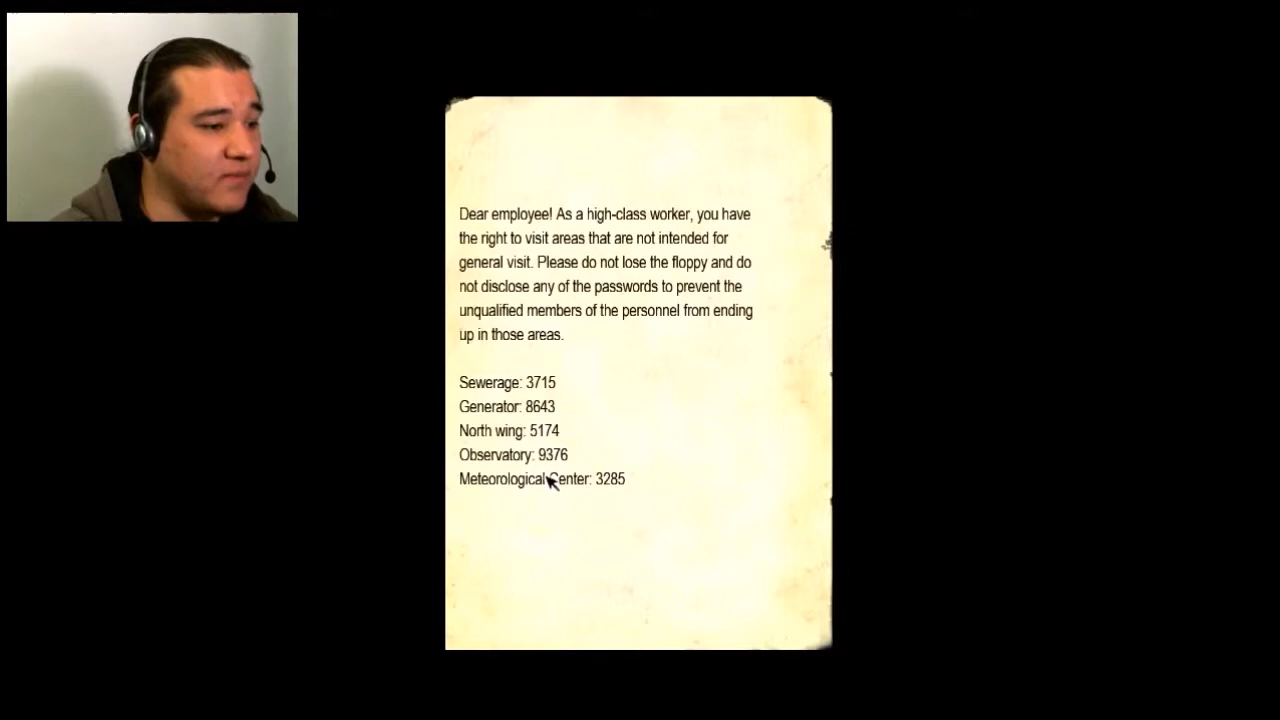 Dear employee! As a high-class worker, you have
the right to visit areas that are not intended for
general visit. Please do not lose the floppy and do
not disclose any of the passwords to prevent the
unqualified members of the personnel from ending
up in those areas.
Sewerage: 3715
Generator: 8643
North wing: 5174
Observatory: 9376
Meteorological Center: 3285